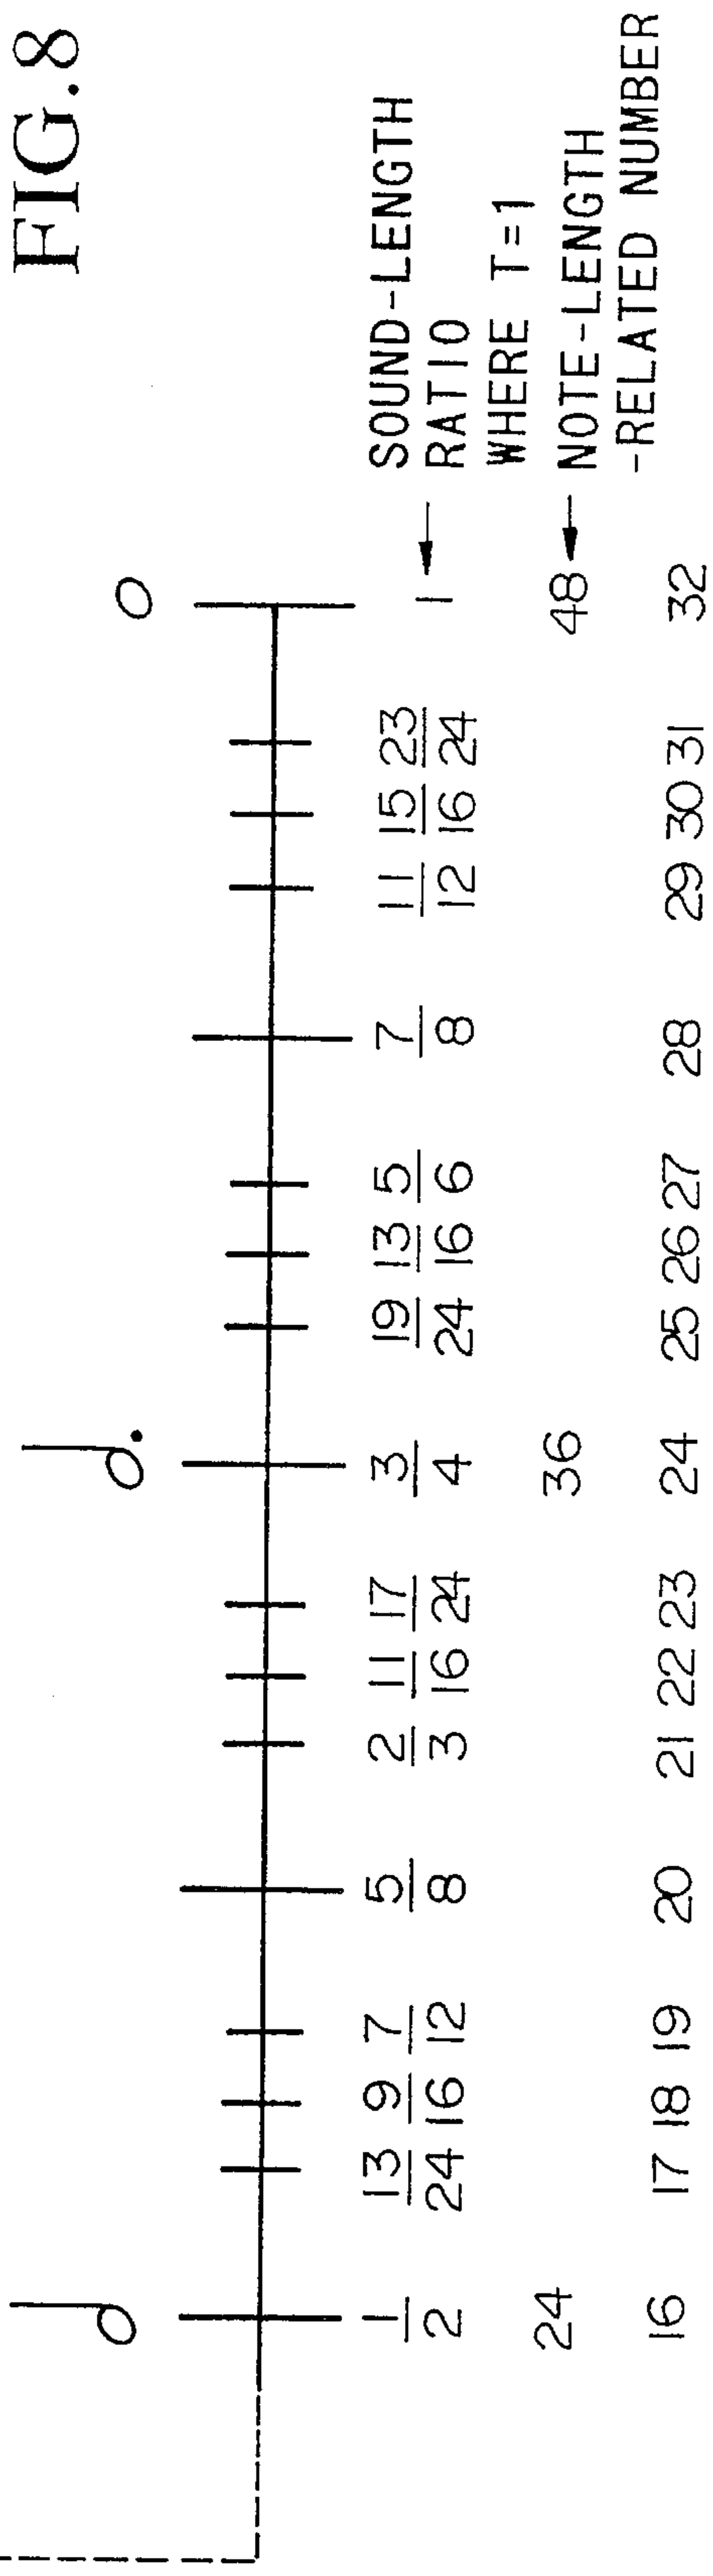 FIG.8
1/2 13/24 9/16 7/12 5/8 2/3 11/16 17/24 3/4 19/24 13/16 5/6 7/8 11/12 15/16 23/24 1 ← SOUND-LENGTH
RATIO
WHERE T=1
24 36 48 ← NOTE-LENGTH
-RELATED NUMBER
16 17 18 19 20 21 22 23 24 25 26 27 28 29 30 31 32